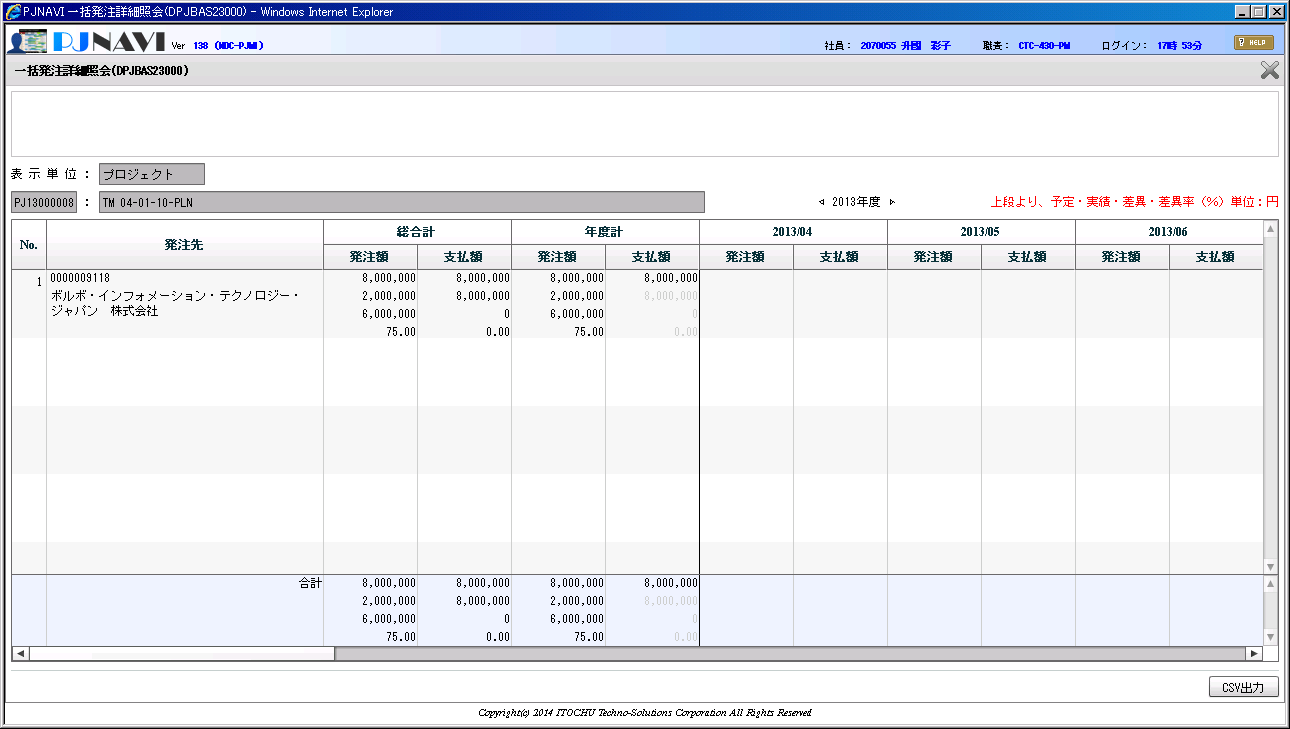 PJNAVI 一括発注詳細照会(DPJBAS23000) - Windows Internet Explorer
PJNAVI Ver 138 (NDC-PJMI) 社員： 2070055 升國 彩子 職責： CTC-430-PM ログイン： 17時 53分 ? HELP
一括発注詳細照会(DPJBAS23000)
表 示 単 位 ： プロジェクト
PJ13000008 ： TM 04-01-10-PLN 2013年度 上段より、予定・実績・差異・差異率（％）単位：円
No. 発注先 総合計 年度計 2013/04 2013/05 2013/06
発注額 支払額 発注額 支払額 発注額 支払額 発注額 支払額 発注額 支払額
1 0000009118 8,000,000 8,000,000 8,000,000 8,000,000
ボルボ・インフォメーション・テクノロジー・ 2,000,000 8,000,000 2,000,000 8,000,000
ジャパン 株式会社 6,000,000 0 6,000,000 0
75.00 0.00 75.00 0.00
合計 8,000,000 8,000,000 8,000,000 8,000,000
2,000,000 8,000,000 2,000,000 8,000,000
6,000,000 0 6,000,000 0
75.00 0.00 75.00 0.00
CSV出力
Copyright(c) 2014 ITOCHU Techno-Solutions Corporation All Rights Reserved